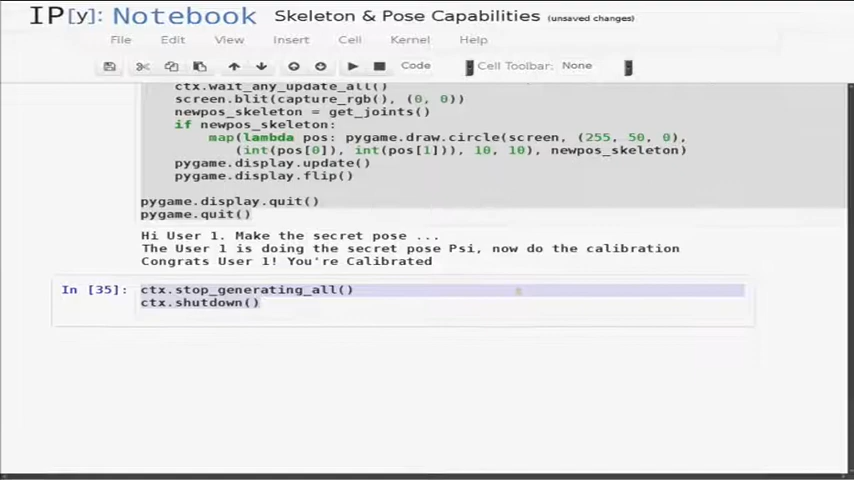 IP[y]: Notebook Skeleton & Pose Capabilities (unsaved changes)
File Edit View Insert Cell Kernel Help
Code Cell Toolbar: None
ctx.wait_any_update_all()
screen.blit(capture_rgb(), (0, 0))
newpos_skeleton = get_joints()
if newpos_skeleton:
map(lambda pos: pygame.draw.circle(screen, (255, 50, 0),
(int(pos[0]), int(pos[1])), 10, 10), newpos_skeleton)
pygame.display.update()
pygame.display.flip()
pygame.display.quit()
pygame.quit()
Hi User 1. Make the secret pose ...
The User 1 is doing the secret pose Psi, now do the calibration
Congrats User 1! You're Calibrated
In [35]: ctx.stop_generating_all()
ctx.shutdown()